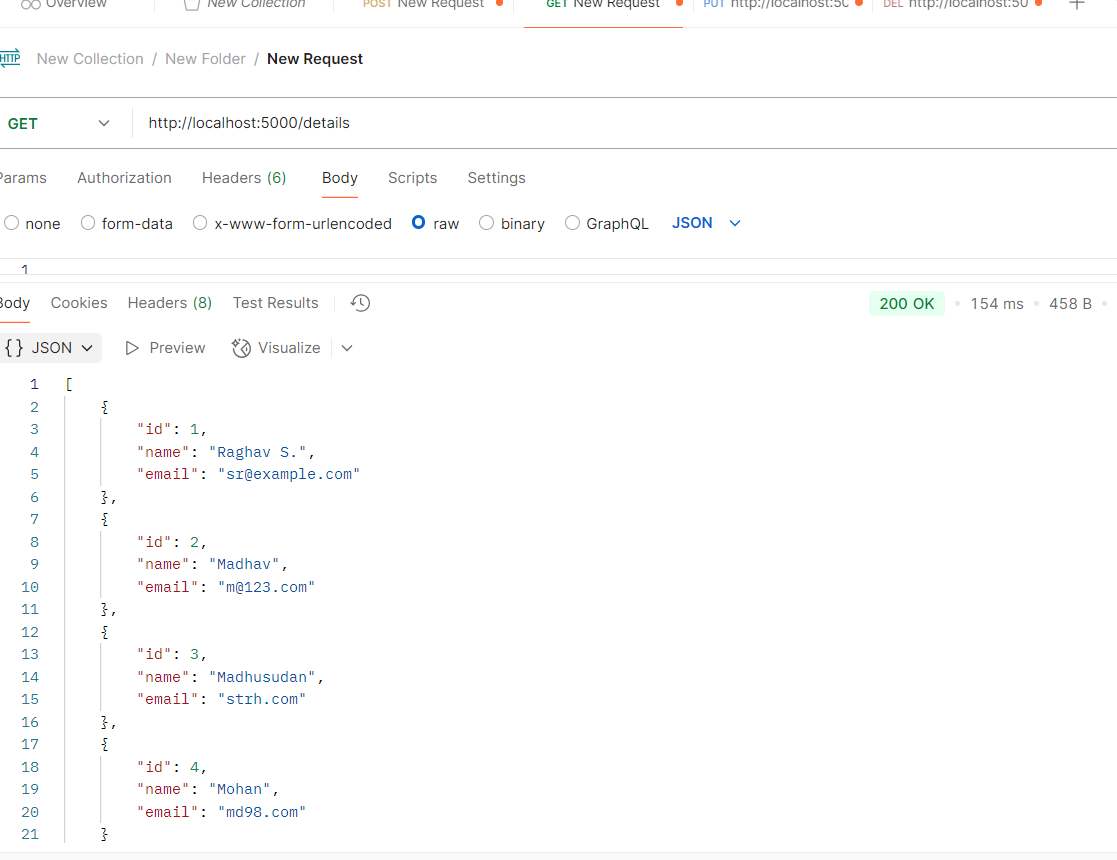 Overview New Collection POST New Request GET New Request PUT http://localhost:50 DEL http://localhost:50
HTTP New Collection / New Folder / New Request
GET http://localhost:5000/details
Params Authorization Headers (6) Body Scripts Settings
none form-data x-www-form-urlencoded raw binary GraphQL JSON
1
Body Cookies Headers (8) Test Results 200 OK 154 ms 458 B
{} JSON Preview Visualize
1 [
2 {
3 "id": 1,
4 "name": "Raghav S.",
5 "email": "sr@example.com"
6 },
7 {
8 "id": 2,
9 "name": "Madhav",
10 "email": "m@123.com"
11 },
12 {
13 "id": 3,
14 "name": "Madhusudan",
15 "email": "strh.com"
16 },
17 {
18 "id": 4,
19 "name": "Mohan",
20 "email": "md98.com"
21 }